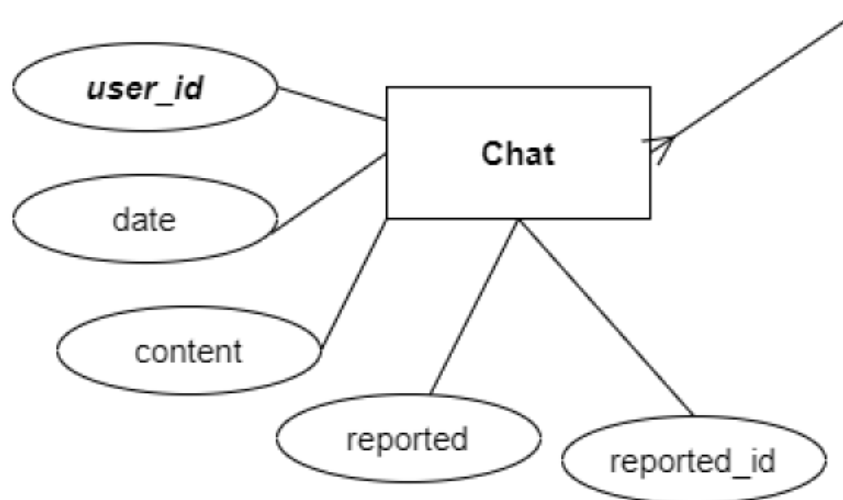 user_id
Chat
date
content
reported
reported_id